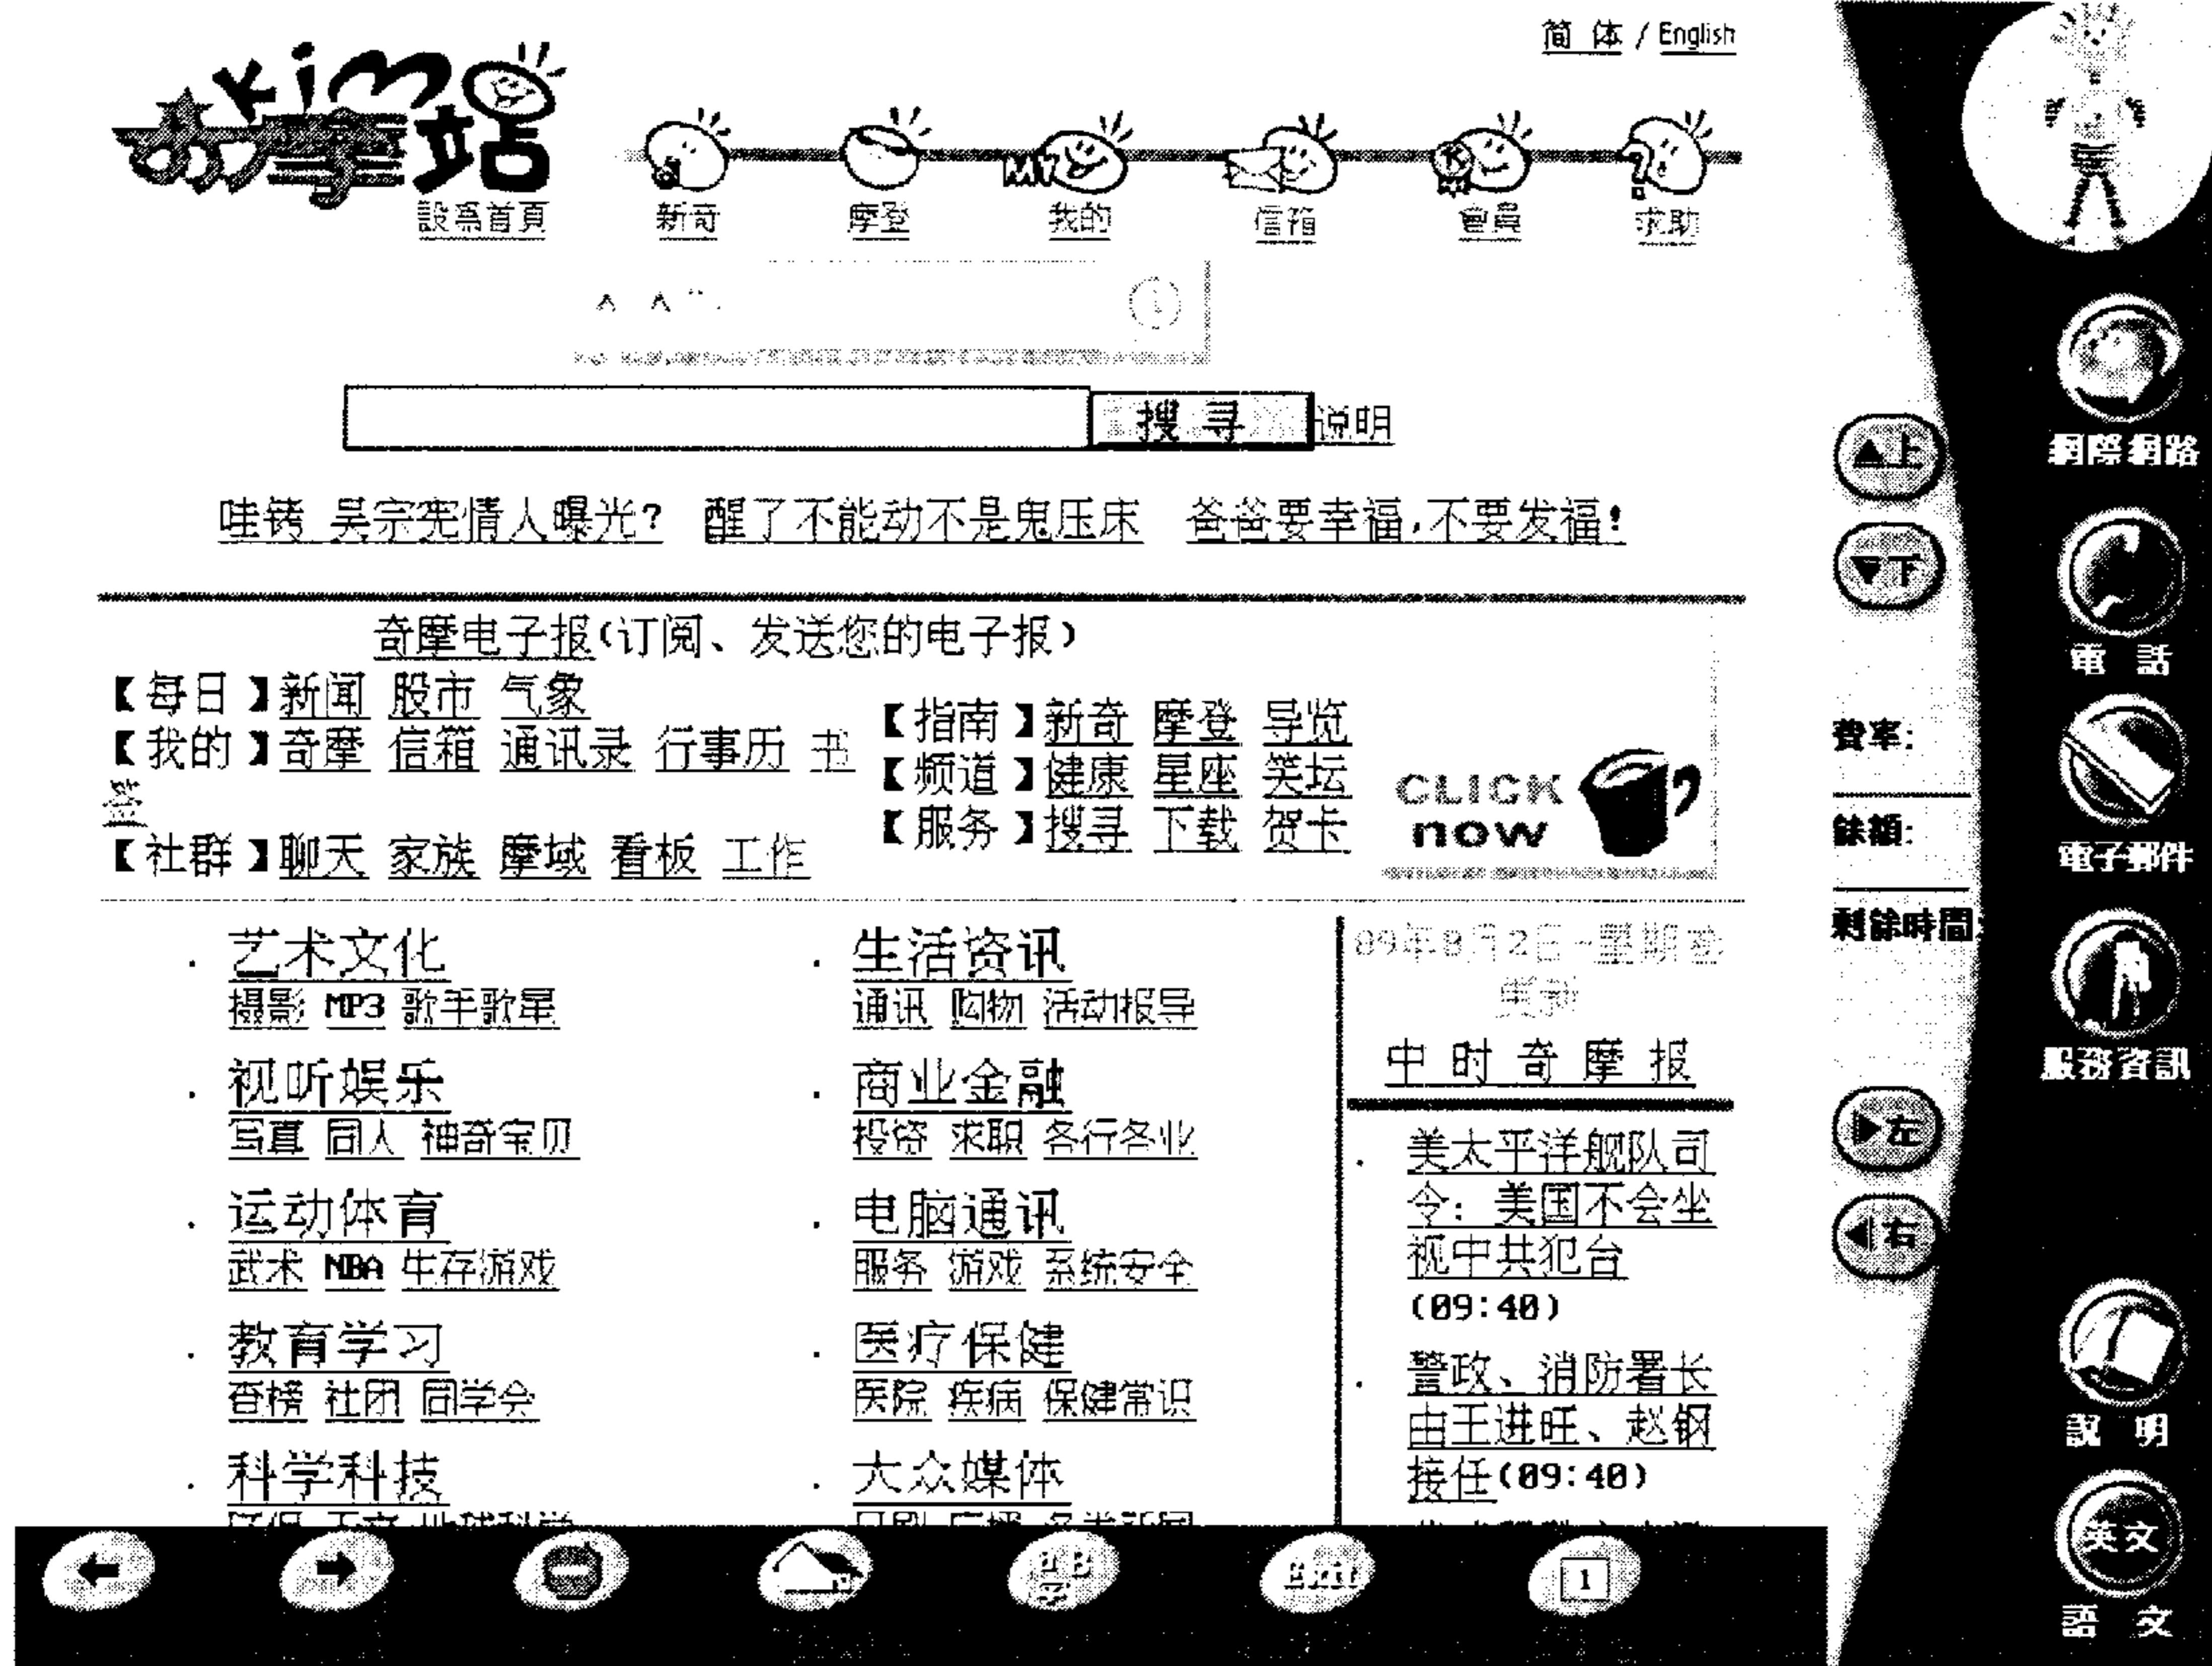 简 体 / English
kimo
奇摩站
設為首頁 新奇 摩登 我的 信箱 會員 求助
搜 寻 说明
哇铸 吴宗宪情人曝光? 醒了不能动不是鬼压床 爸爸要幸福,不要发福!
奇摩电子报(订阅、发送您的电子报)
【每日】新闻 股市 气象
【我的】奇摩 信箱 通讯录 行事历 书
【社群】聊天 家族 摩域 看板 工作
【指南】新奇 摩登 导览
【频道】健康 星座 笑坛
【服务】搜寻 下载 贺卡
CLICK
now
艺术文化
摄影 MP3 歌手歌星
视听娱乐
写真 同人 神奇宝贝
运动体育
武术 NBA 生存游戏
教育学习
查榜 社团 同学会
科学科技
生活资讯
通讯 购物 活动报导
商业金融
投资 求职 各行各业
电脑通讯
服务 游戏 系统安全
医疗保健
医院 疾病 保健常识
大众媒体
中 时 奇 摩 报
美太平洋舰队司
令: 美国不会坐
视中共犯台
(09:40)
警政、消防署长
由王进旺、赵钢
接任(09:40)
▲上
▼下
費率:
餘額:
剩餘時間:
▶左
◀右
網際網路
電 話
電子郵件
服務資訊
説 明
英文
語 文
Exit
1